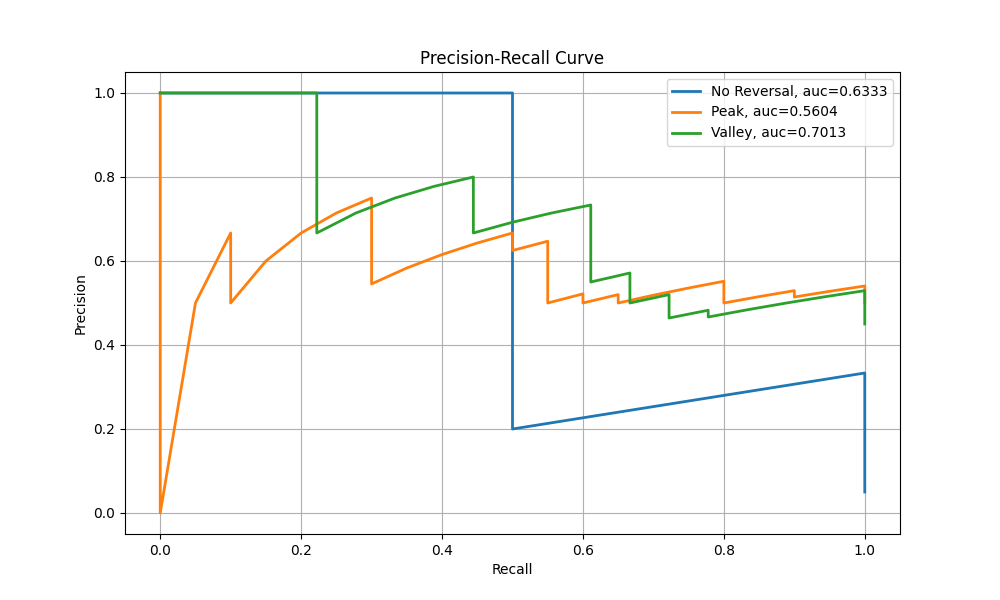 Precision-Recall Curve
No Reversal, auc=0.6333
Peak, auc=0.5604
Valley, auc=0.7013
Precision
1.0
0.8
0.6
0.4
0.2
0.0
0.0 0.2 0.4 0.6 0.8 1.0
Recall